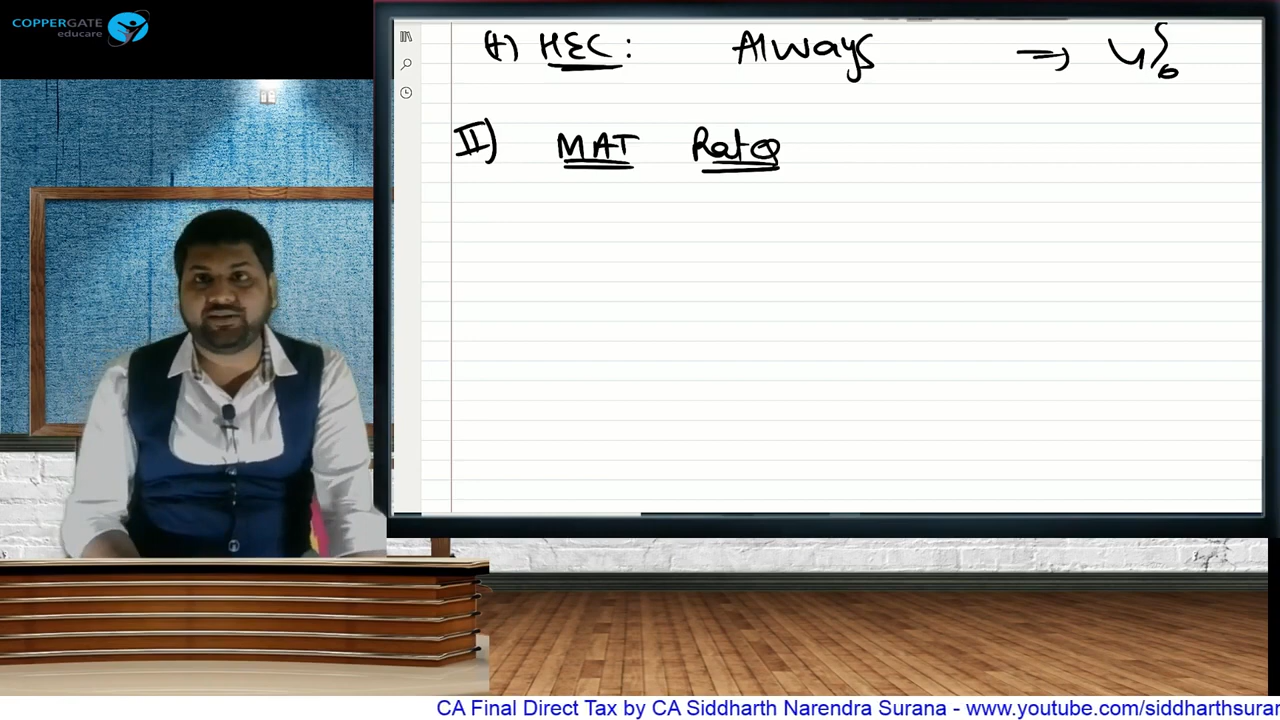 COPPERGATE
educare
(+) HEC : Always ⇒ 4%
II) MAT Rate
CA Final Direct Tax by CA Siddharth Narendra Surana - www.youtube.com/siddharthsurar